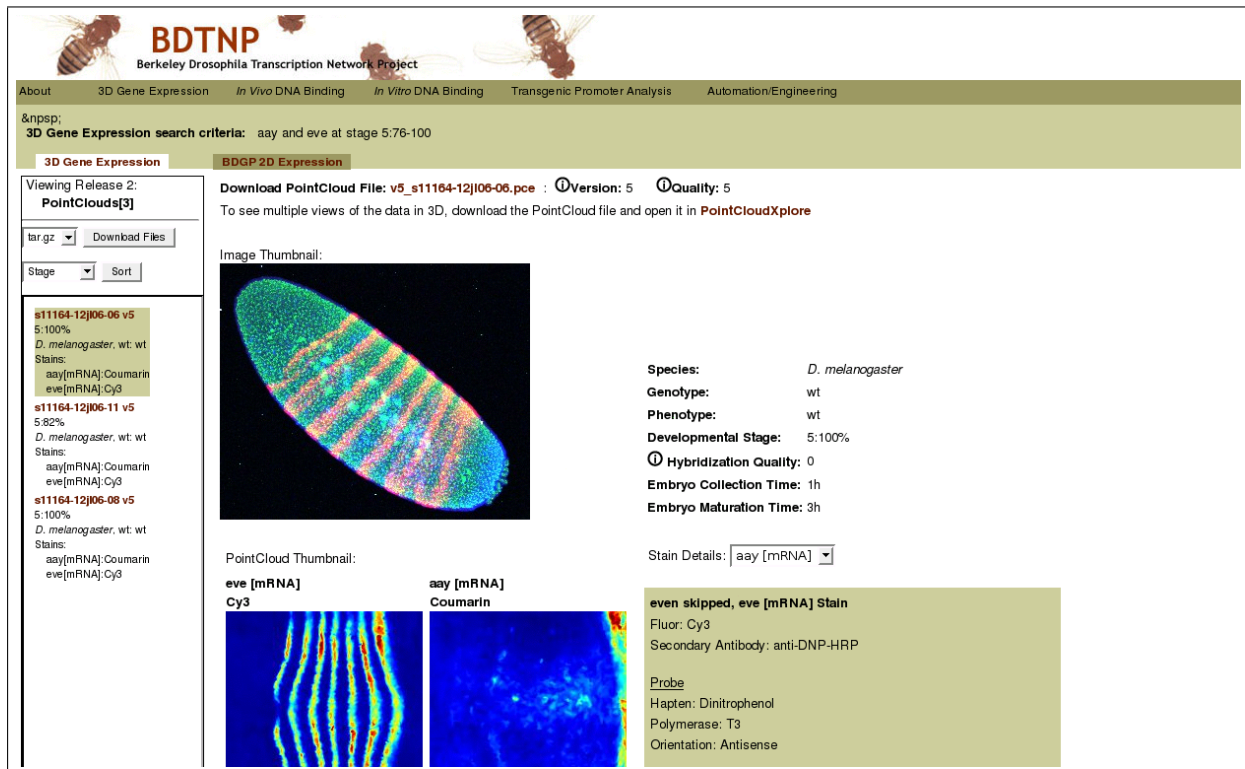 BDTNP
Berkeley Drosophila Transcription Network Project
About 3D Gene Expression In Vivo DNA Binding In Vitro DNA Binding Transgenic Promoter Analysis Automation/Engineering
&npsp;
3D Gene Expression search criteria: aay and eve at stage 5:76-100
3D Gene Expression BDGP 2D Expression
Viewing Release 2:
PointClouds[3]
tar.gz Download Files
Stage Sort
s11164-12jl06-06 v5
5:100%
D. melanogaster, wt: wt
Stains:
aay[mRNA]:Coumarin
eve[mRNA]:Cy3
s11164-12jl06-11 v5
5:82%
D. melanogaster, wt: wt
Stains:
aay[mRNA]:Coumarin
eve[mRNA]:Cy3
s11164-12jl06-08 v5
5:100%
D. melanogaster, wt: wt
Stains:
aay[mRNA]:Coumarin
eve[mRNA]:Cy3
Download PointCloud File: v5_s11164-12jl06-06.pce : Version: 5 Quality: 5
To see multiple views of the data in 3D, download the PointCloud file and open it in PointCloudXplore
Image Thumbnail:
Species: D. melanogaster
Genotype: wt
Phenotype: wt
Developmental Stage: 5:100%
Hybridization Quality: 0
Embryo Collection Time: 1h
Embryo Maturation Time: 3h
PointCloud Thumbnail:
eve [mRNA]
Cy3
aay [mRNA]
Coumarin
Stain Details: aay [mRNA]
even skipped, eve [mRNA] Stain
Fluor: Cy3
Secondary Antibody: anti-DNP-HRP
Probe
Hapten: Dinitrophenol
Polymerase: T3
Orientation: Antisense